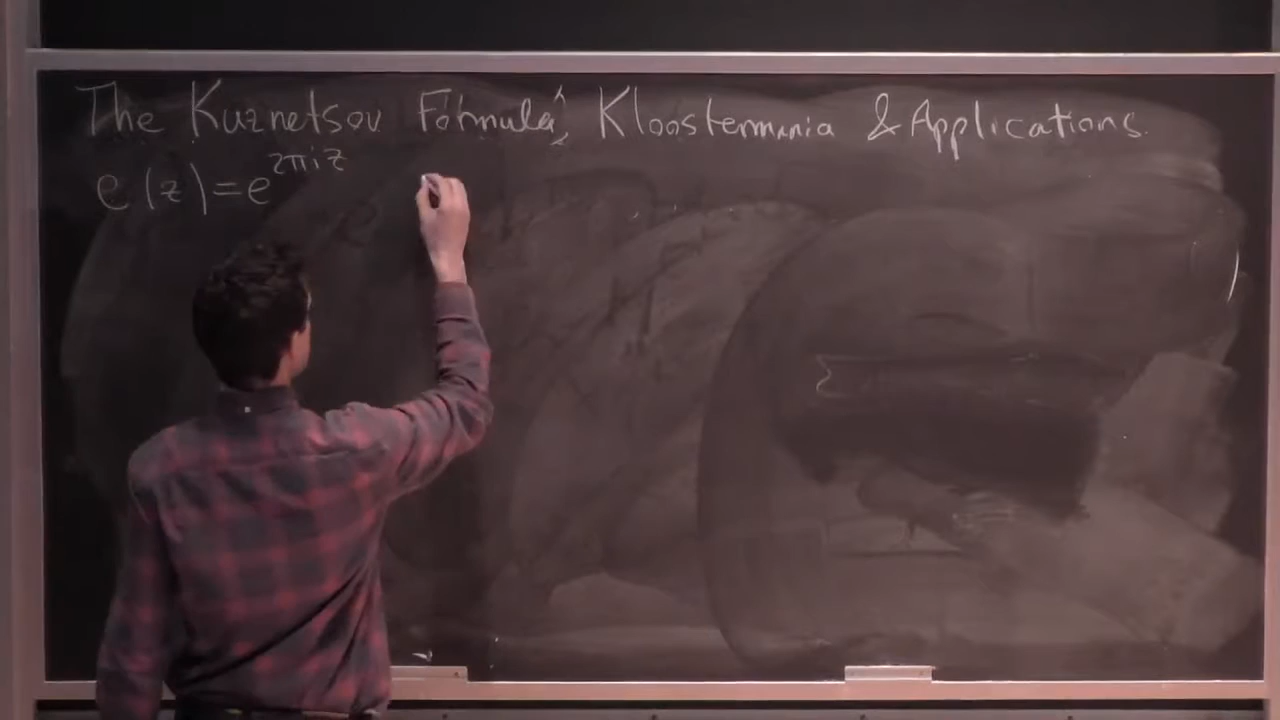 The Kuznetsov Formula, Kloostermania & Applications.
e(z)=e^{2πiz}
Σ